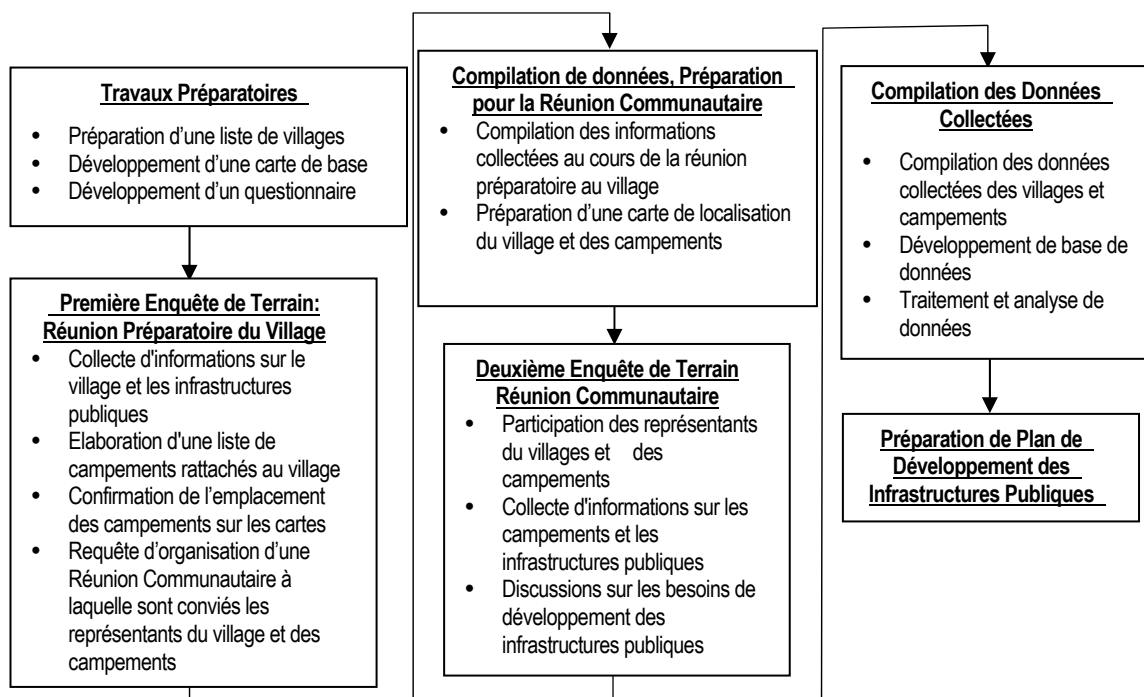 Travaux Préparatoires
• Préparation d’une liste de villages
• Développement d’une carte de base
• Développement d’un questionnaire
Première Enquête de Terrain:
Réunion Préparatoire du Village
• Collecte d'informations sur le
village et les infrastructures
publiques
• Elaboration d'une liste de
campements rattachés au village
• Confirmation de l’emplacement
des campements sur les cartes
• Requête d’organisation d’une
Réunion Communautaire à
laquelle sont conviés les
représentants du village et des
campements
Compilation de données, Préparation
pour la Réunion Communautaire
• Compilation des informations
collectées au cours de la réunion
préparatoire au village
• Préparation d’une carte de localisation
du village et des campements
Deuxième Enquête de Terrain
Réunion Communautaire
• Participation des représentants
du villages et des
campements
• Collecte d'informations sur les
campements et les
infrastructures publiques
• Discussions sur les besoins de
développement des
infrastructures publiques
Compilation des Données
Collectées
• Compilation des données
collectées des villages et
campements
• Développement de base de
données
• Traitement et analyse de
données
Préparation de Plan de
Développement des
Infrastructures Publiques